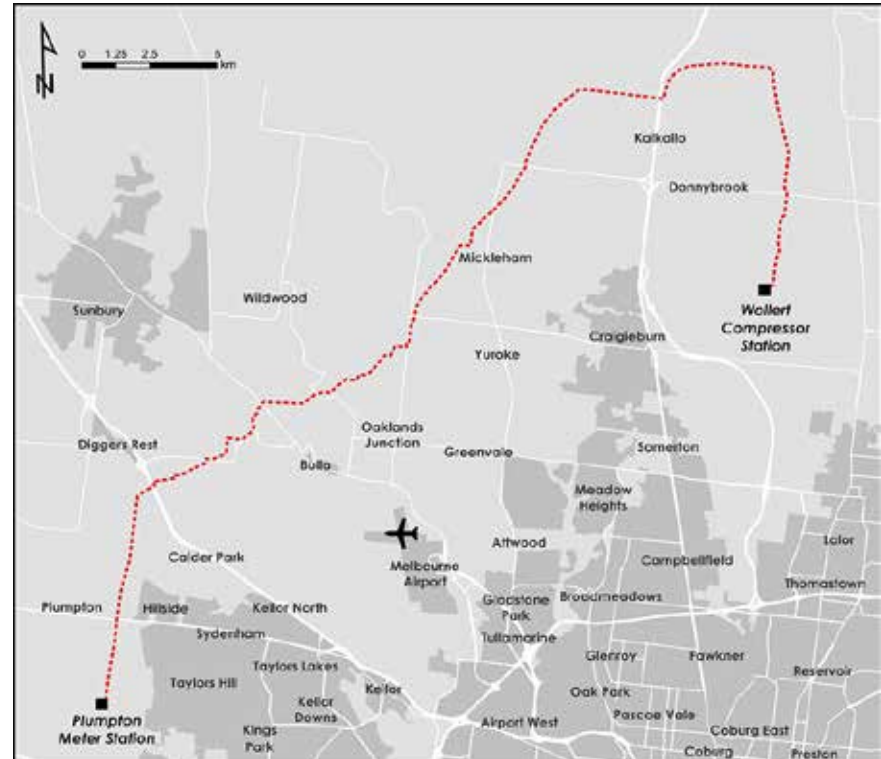 0 1.25 2.5 5
km
N
Kalkallo
Donnybrook
Mickleham
Wildwood
Sunbury
Wollert
Compressor
Station
Craigieburn
Yuroke
Oaklands
Junction
Diggers Rest
Greenvale
Somerton
Bulla
Meadow
Heights
Attwood
Lalor
Calder Park
Campbellfield
Melbourne
Airport
Thomastown
Plumpton
Hillside
Keilor North
Gladstone
Park
Broadmeadows
Sydenham
Tullamarine
Glenroy
Fawkner
Taylors Lakes
Reservoir
Taylors Hill
Keilor
Oak Park
Keilor
Downs
Plumpton
Meter Station
Airport West
Pascoe Vale
Kings
Park
Coburg East
Coburg
Preston